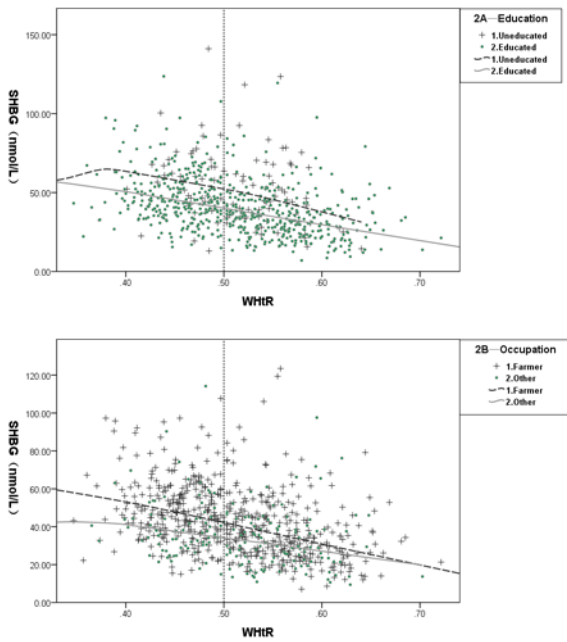 2A—Education
1.Uneducated
2.Educated
1.Uneducated
2.Educated
SHBG (nmol/L)
150.00
100.00
50.00
0.00
.40
.50
.60
.70
WHtR
2B—Occupation
1.Farmer
2.Other
1.Farmer
2.Other
SHBG (nmol/L)
120.00
100.00
80.00
60.00
40.00
20.00
0.00
.40
.50
.60
.70
WHtR